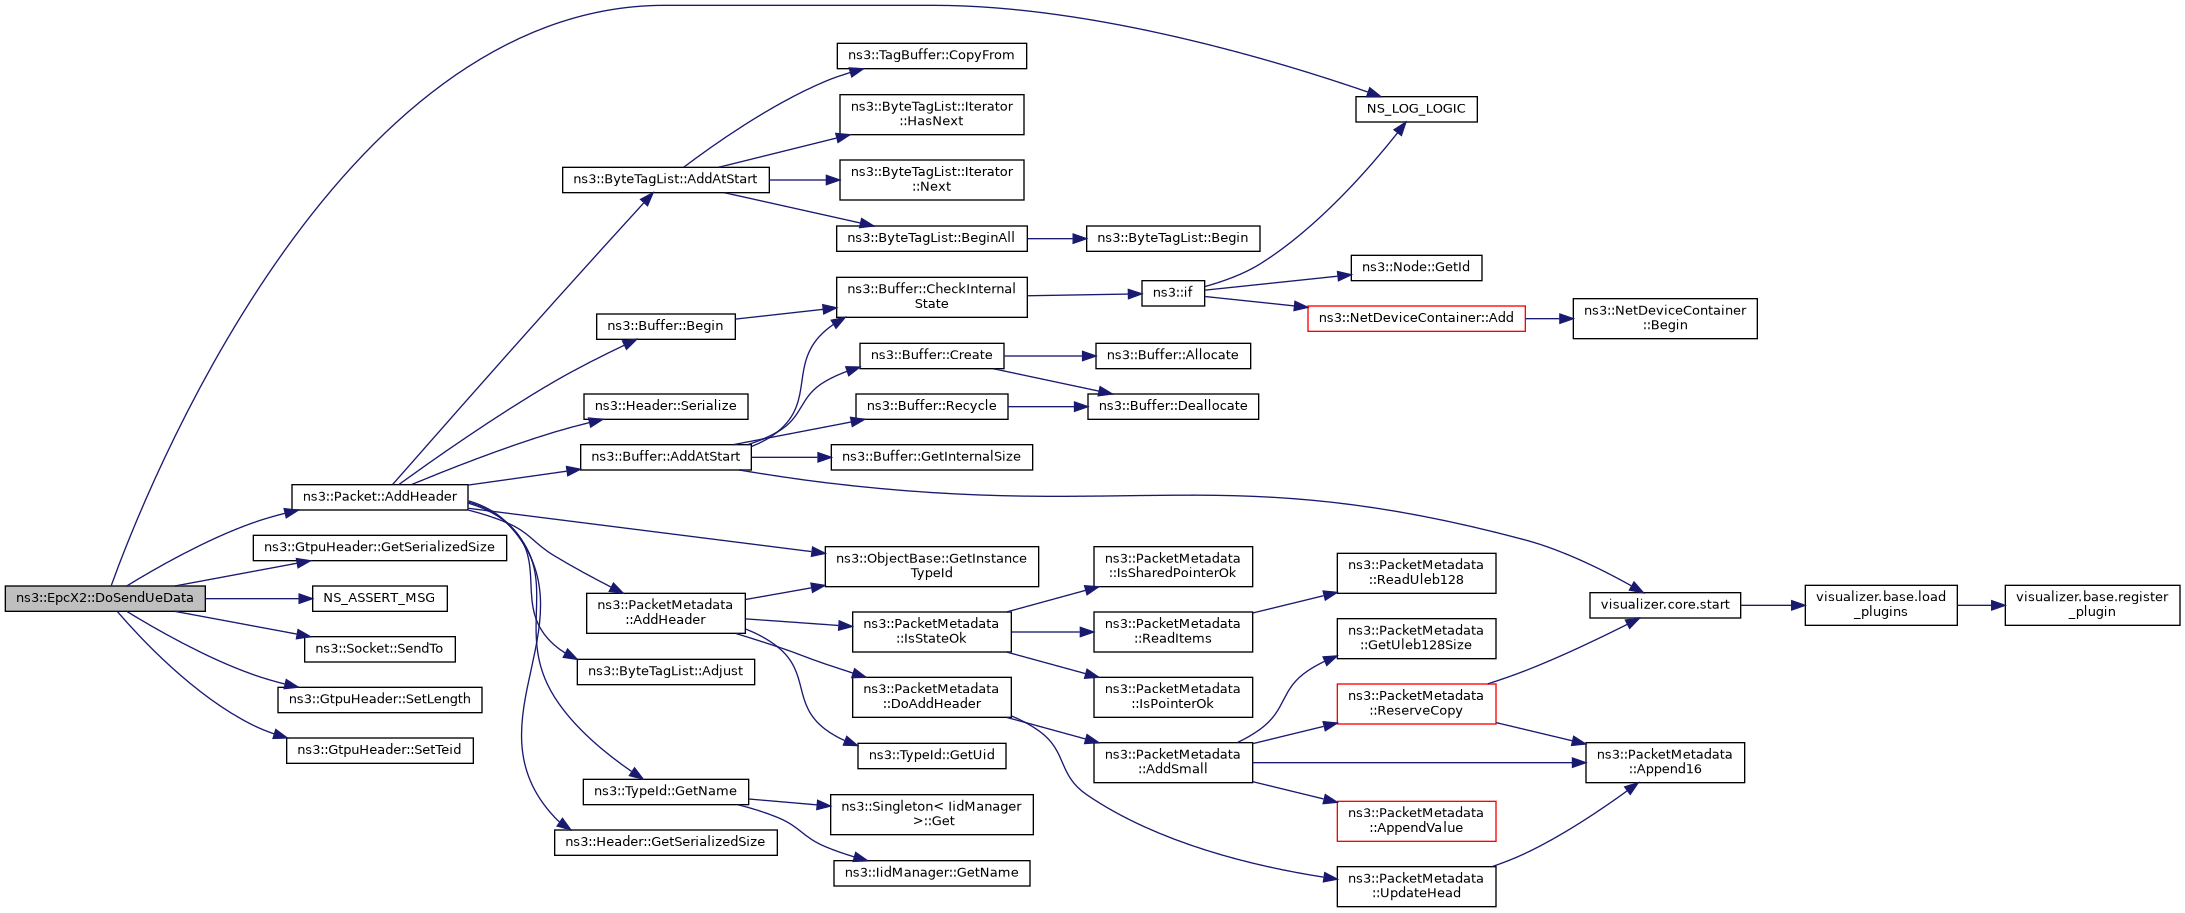 ns3::EpcX2::DoSendUeData
ns3::Packet::AddHeader
ns3::GtpuHeader::GetSerializedSize
NS_ASSERT_MSG
ns3::Socket::SendTo
ns3::GtpuHeader::SetLength
ns3::GtpuHeader::SetTeid
ns3::ByteTagList::AddAtStart
ns3::Buffer::Begin
ns3::Header::Serialize
ns3::Buffer::AddAtStart
ns3::PacketMetadata
::AddHeader
ns3::ByteTagList::Adjust
ns3::TypeId::GetName
ns3::Header::GetSerializedSize
ns3::TagBuffer::CopyFrom
ns3::ByteTagList::Iterator
::HasNext
ns3::ByteTagList::Iterator
::Next
ns3::ByteTagList::BeginAll
ns3::Buffer::CheckInternal
State
ns3::Buffer::Create
ns3::Buffer::Recycle
ns3::Buffer::GetInternalSize
ns3::ObjectBase::GetInstance
TypeId
ns3::PacketMetadata
::IsStateOk
ns3::PacketMetadata
::DoAddHeader
ns3::TypeId::GetUid
ns3::Singleton< IidManager
>::Get
ns3::IidManager::GetName
ns3::ByteTagList::Begin
ns3::if
ns3::Buffer::Allocate
ns3::Buffer::Deallocate
ns3::PacketMetadata
::IsSharedPointerOk
ns3::PacketMetadata
::ReadItems
ns3::PacketMetadata
::IsPointerOk
ns3::PacketMetadata
::AddSmall
NS_LOG_LOGIC
ns3::Node::GetId
ns3::NetDeviceContainer::Add
ns3::PacketMetadata
::ReadUleb128
ns3::PacketMetadata
::GetUleb128Size
ns3::PacketMetadata
::ReserveCopy
ns3::PacketMetadata
::AppendValue
ns3::PacketMetadata
::UpdateHead
ns3::NetDeviceContainer
::Begin
visualizer.core.start
ns3::PacketMetadata
::Append16
visualizer.base.load
_plugins
visualizer.base.register
_plugin